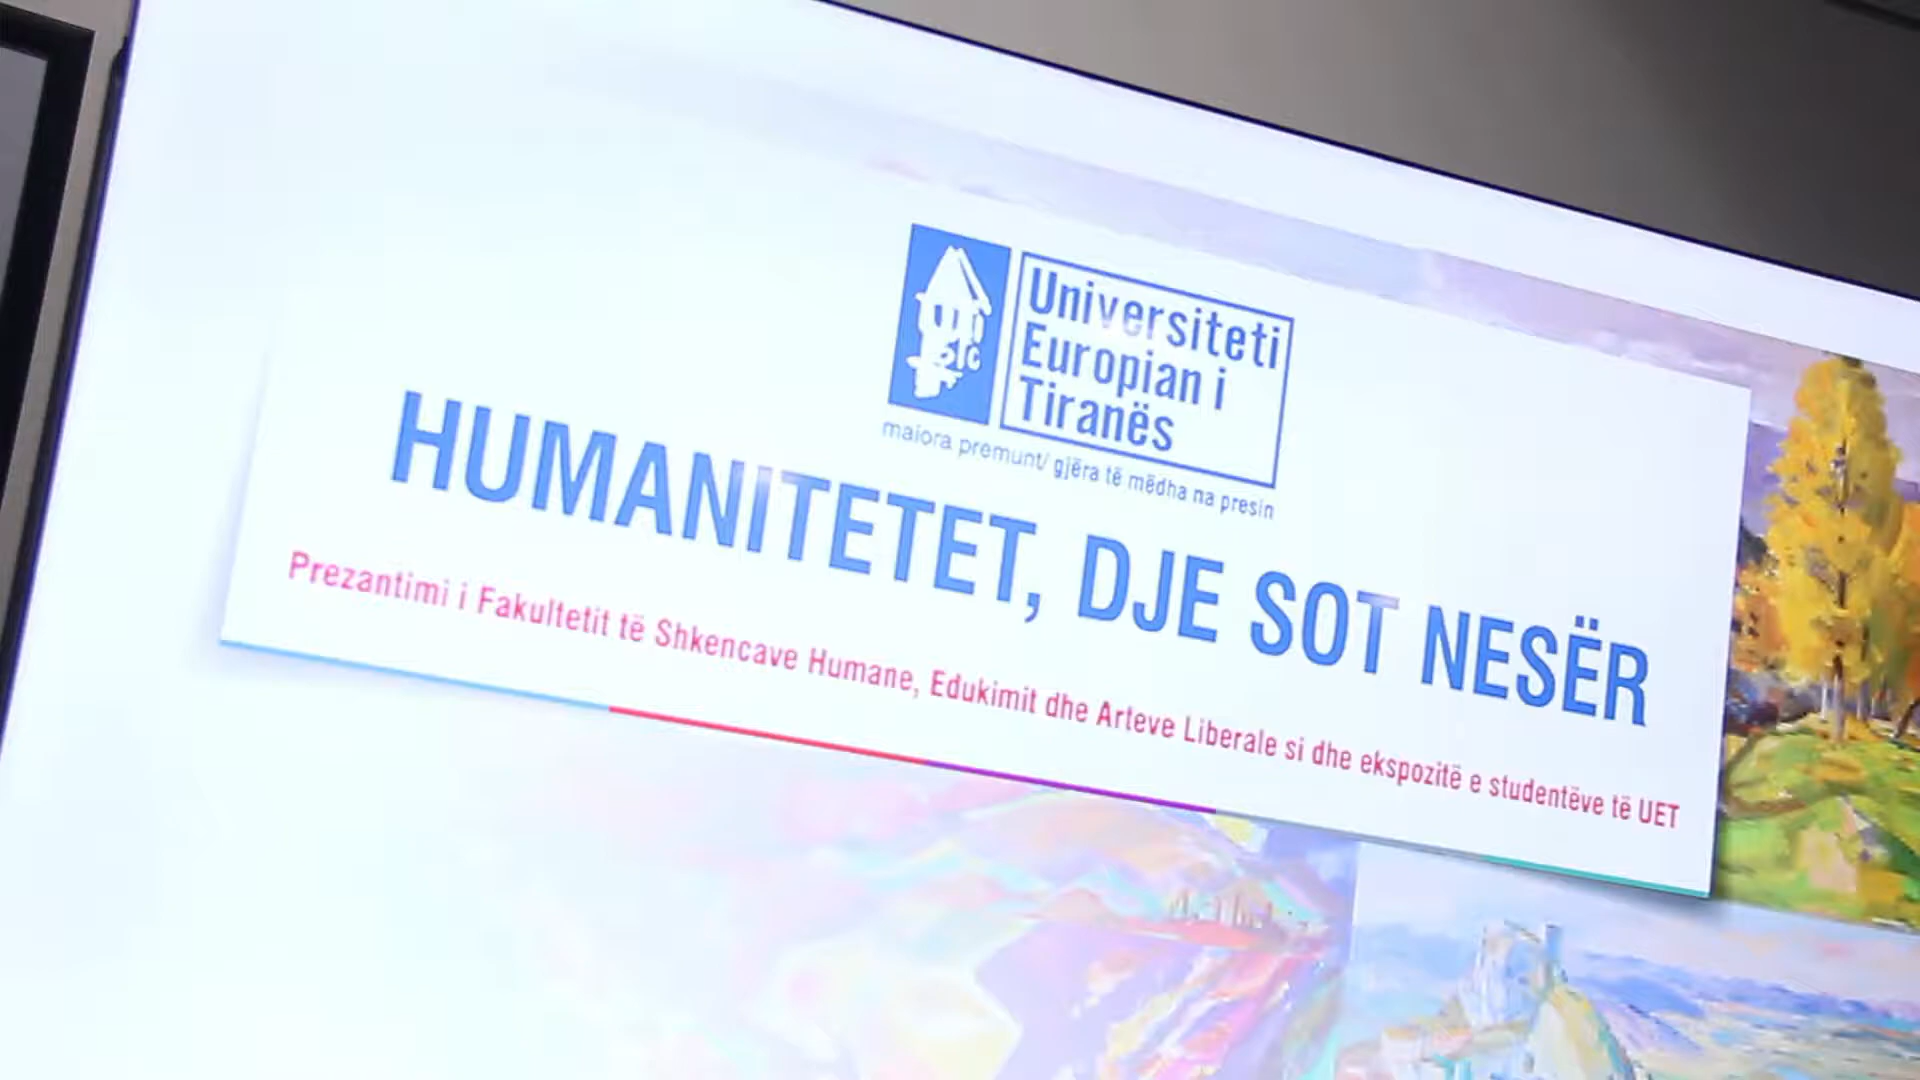 Universiteti
Europian i
Tiranës
maiora premunt/ gjëra të mëdha na presin
HUMANITETET, DJE SOT NESËR
Prezantimi i Fakultetit të Shkencave Humane, Edukimit dhe Arteve Liberale si dhe ekspozitë e studentëve të UET